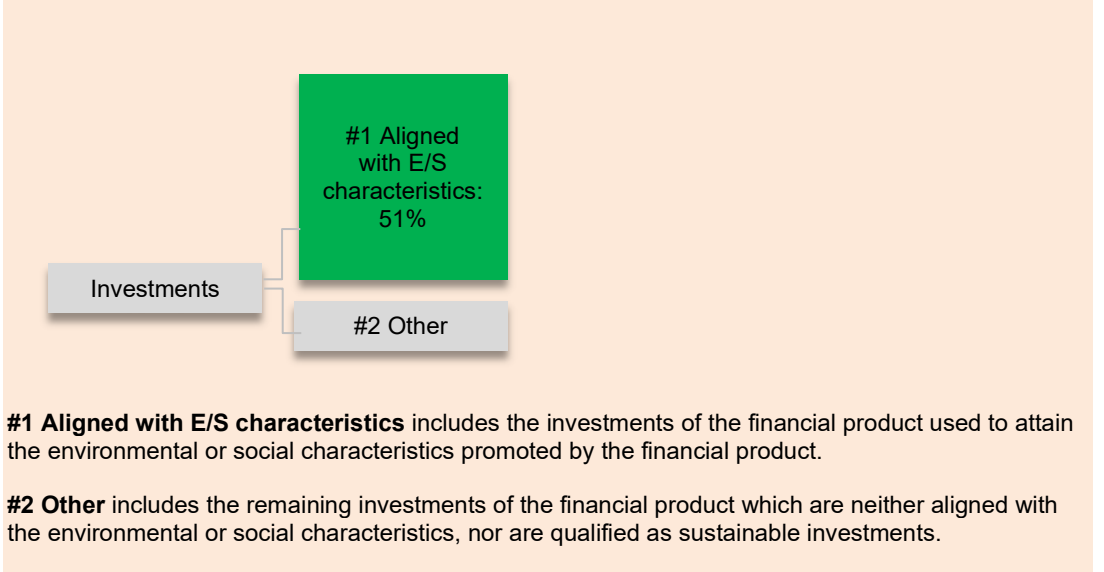 #1 Aligned
with E/S
characteristics:
51%
Investments
#2 Other
#1 Aligned with E/S characteristics includes the investments of the financial product used to attain
the environmental or social characteristics promoted by the financial product.
#2 Other includes the remaining investments of the financial product which are neither aligned with
the environmental or social characteristics, nor are qualified as sustainable investments.